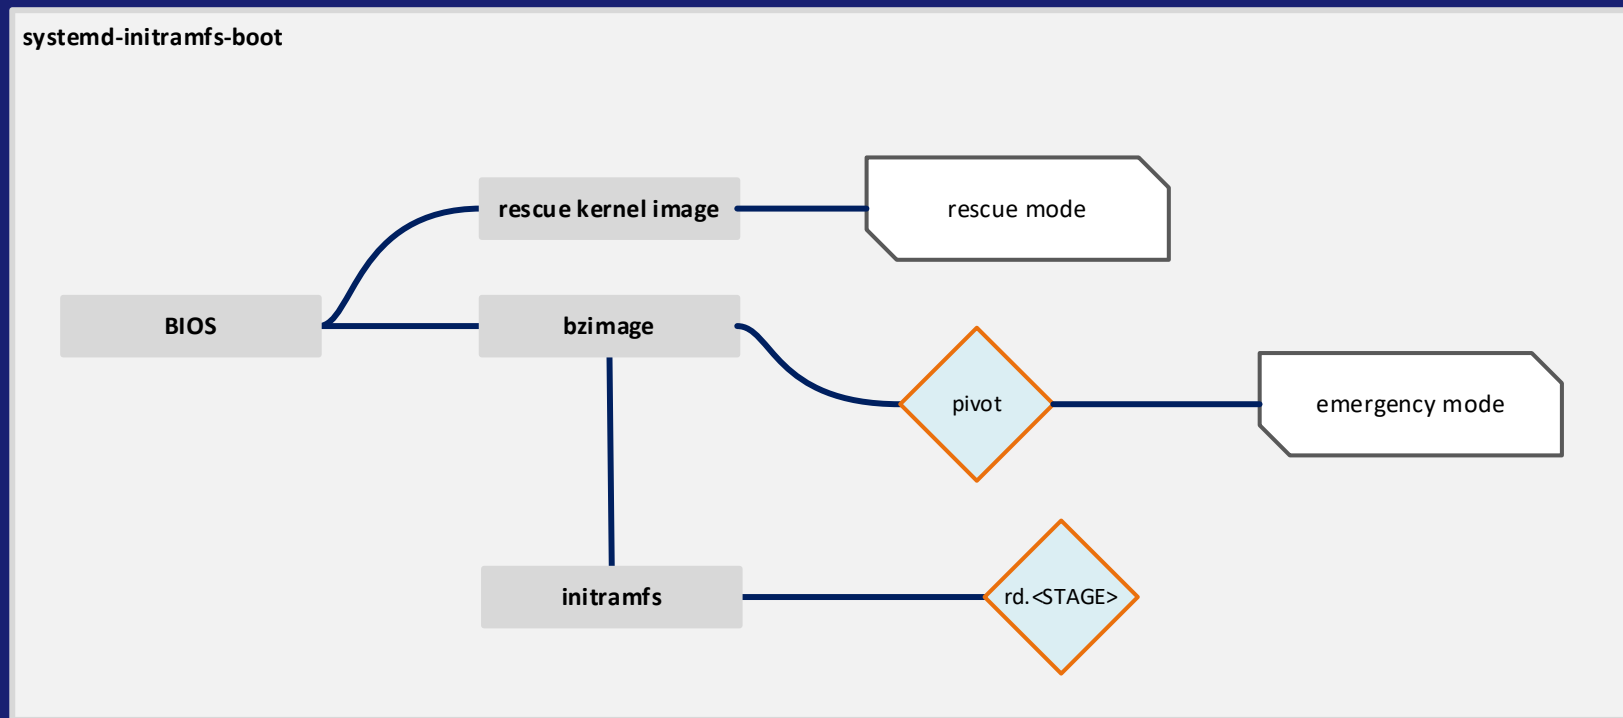 systemd-initramfs-boot
rescue kernel image
rescue mode
BIOS
bzimage
pivot
emergency mode
initramfs
rd.<STAGE>